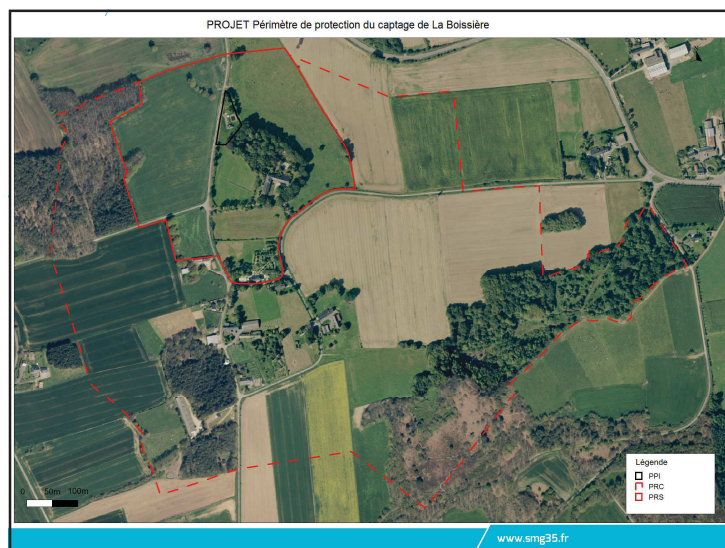 PROJET Périmètre de protection du captage de La Boissière
0 50m 100m
Légende
PPI
PRC
PRS
www.smg35.fr